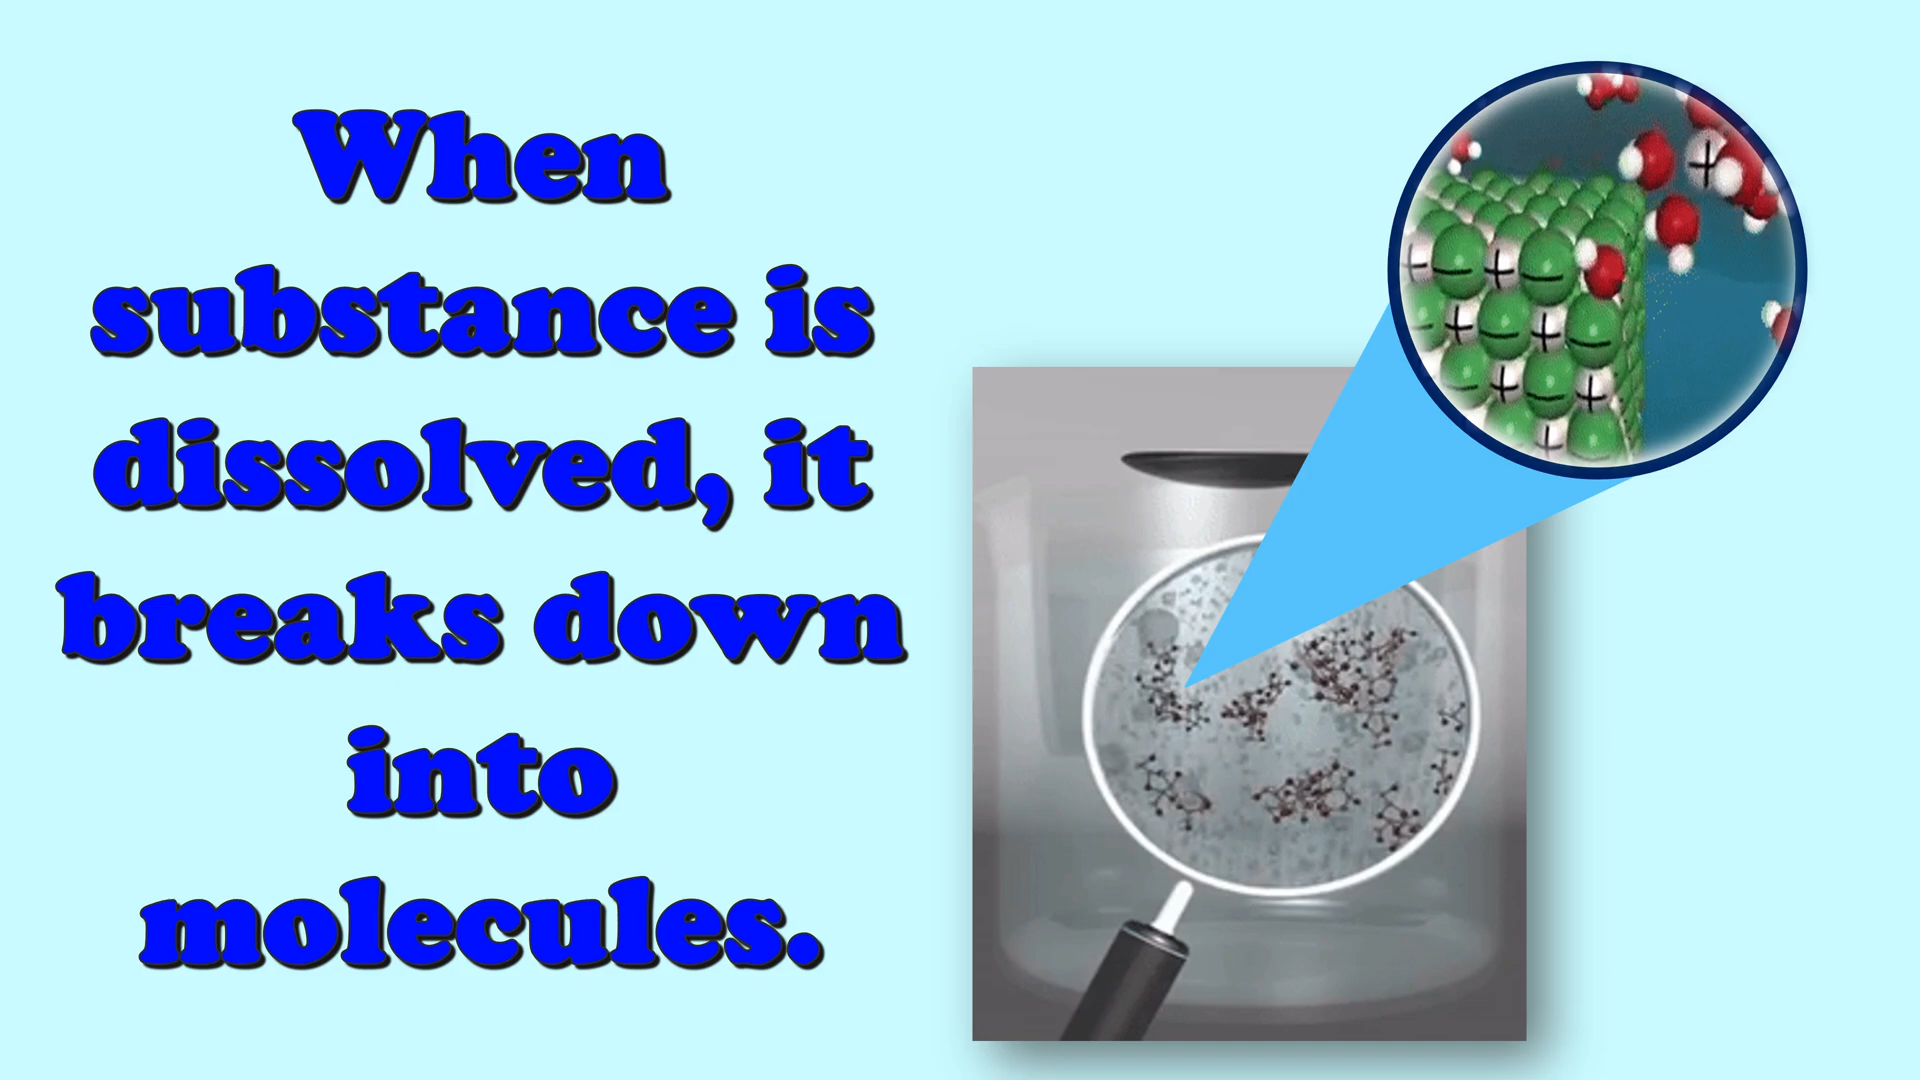 When
substance is
dissolved, it
breaks down
into
molecules.